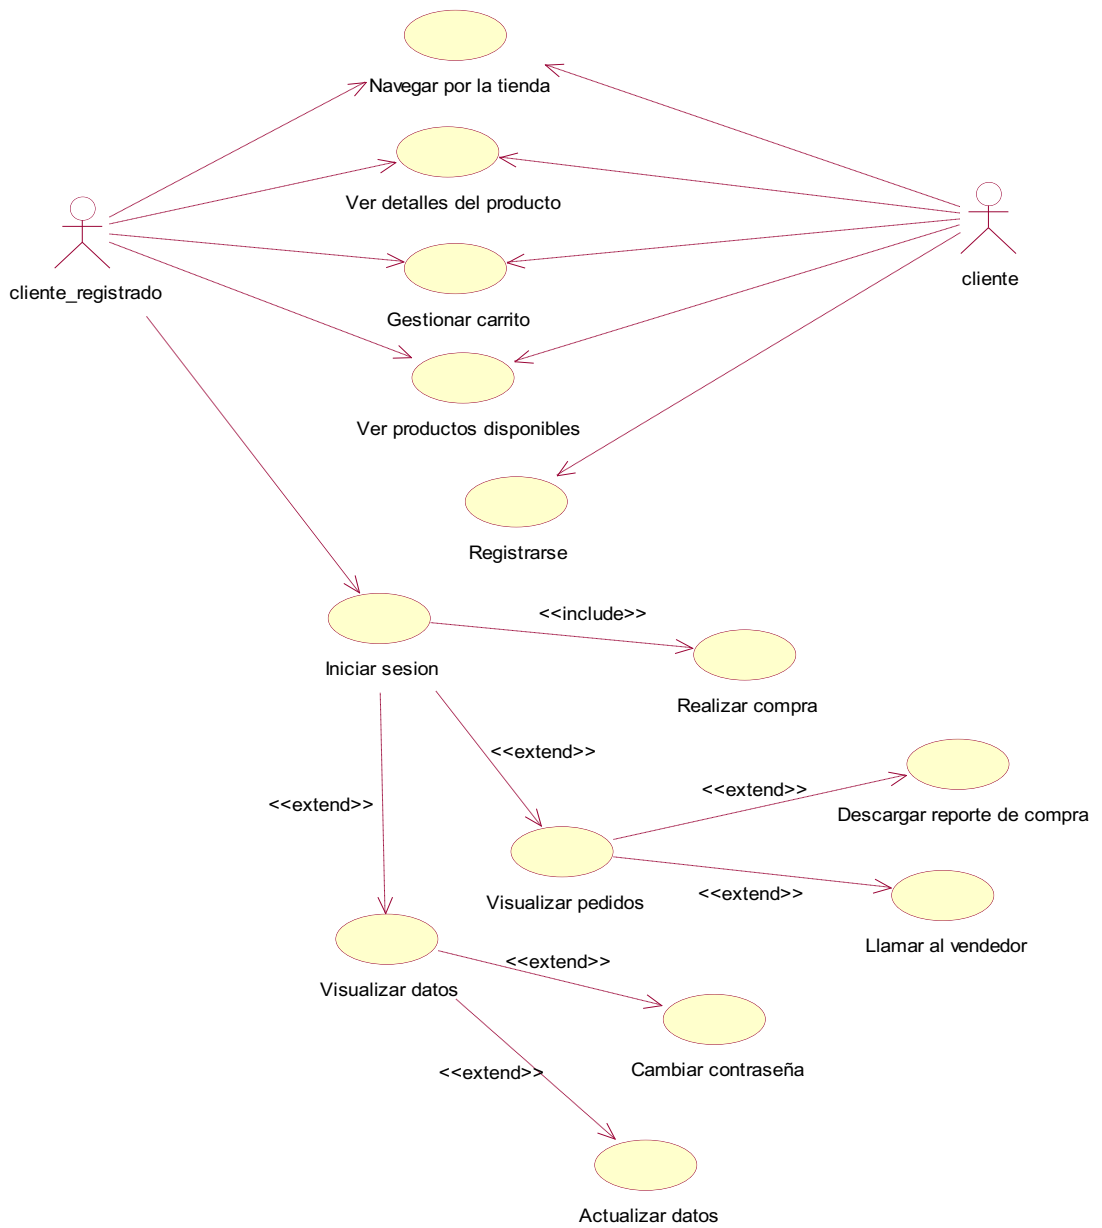 Navegar por la tienda
Ver detalles del producto
cliente_registrado
cliente
Gestionar carrito
Ver productos disponibles
Registrarse
<<include>>
Iniciar sesion
Realizar compra
<<extend>>
<<extend>>
<<extend>>
Descargar reporte de compra
<<extend>>
Visualizar pedidos
Llamar al vendedor
<<extend>>
Visualizar datos
Cambiar contraseña
<<extend>>
Actualizar datos